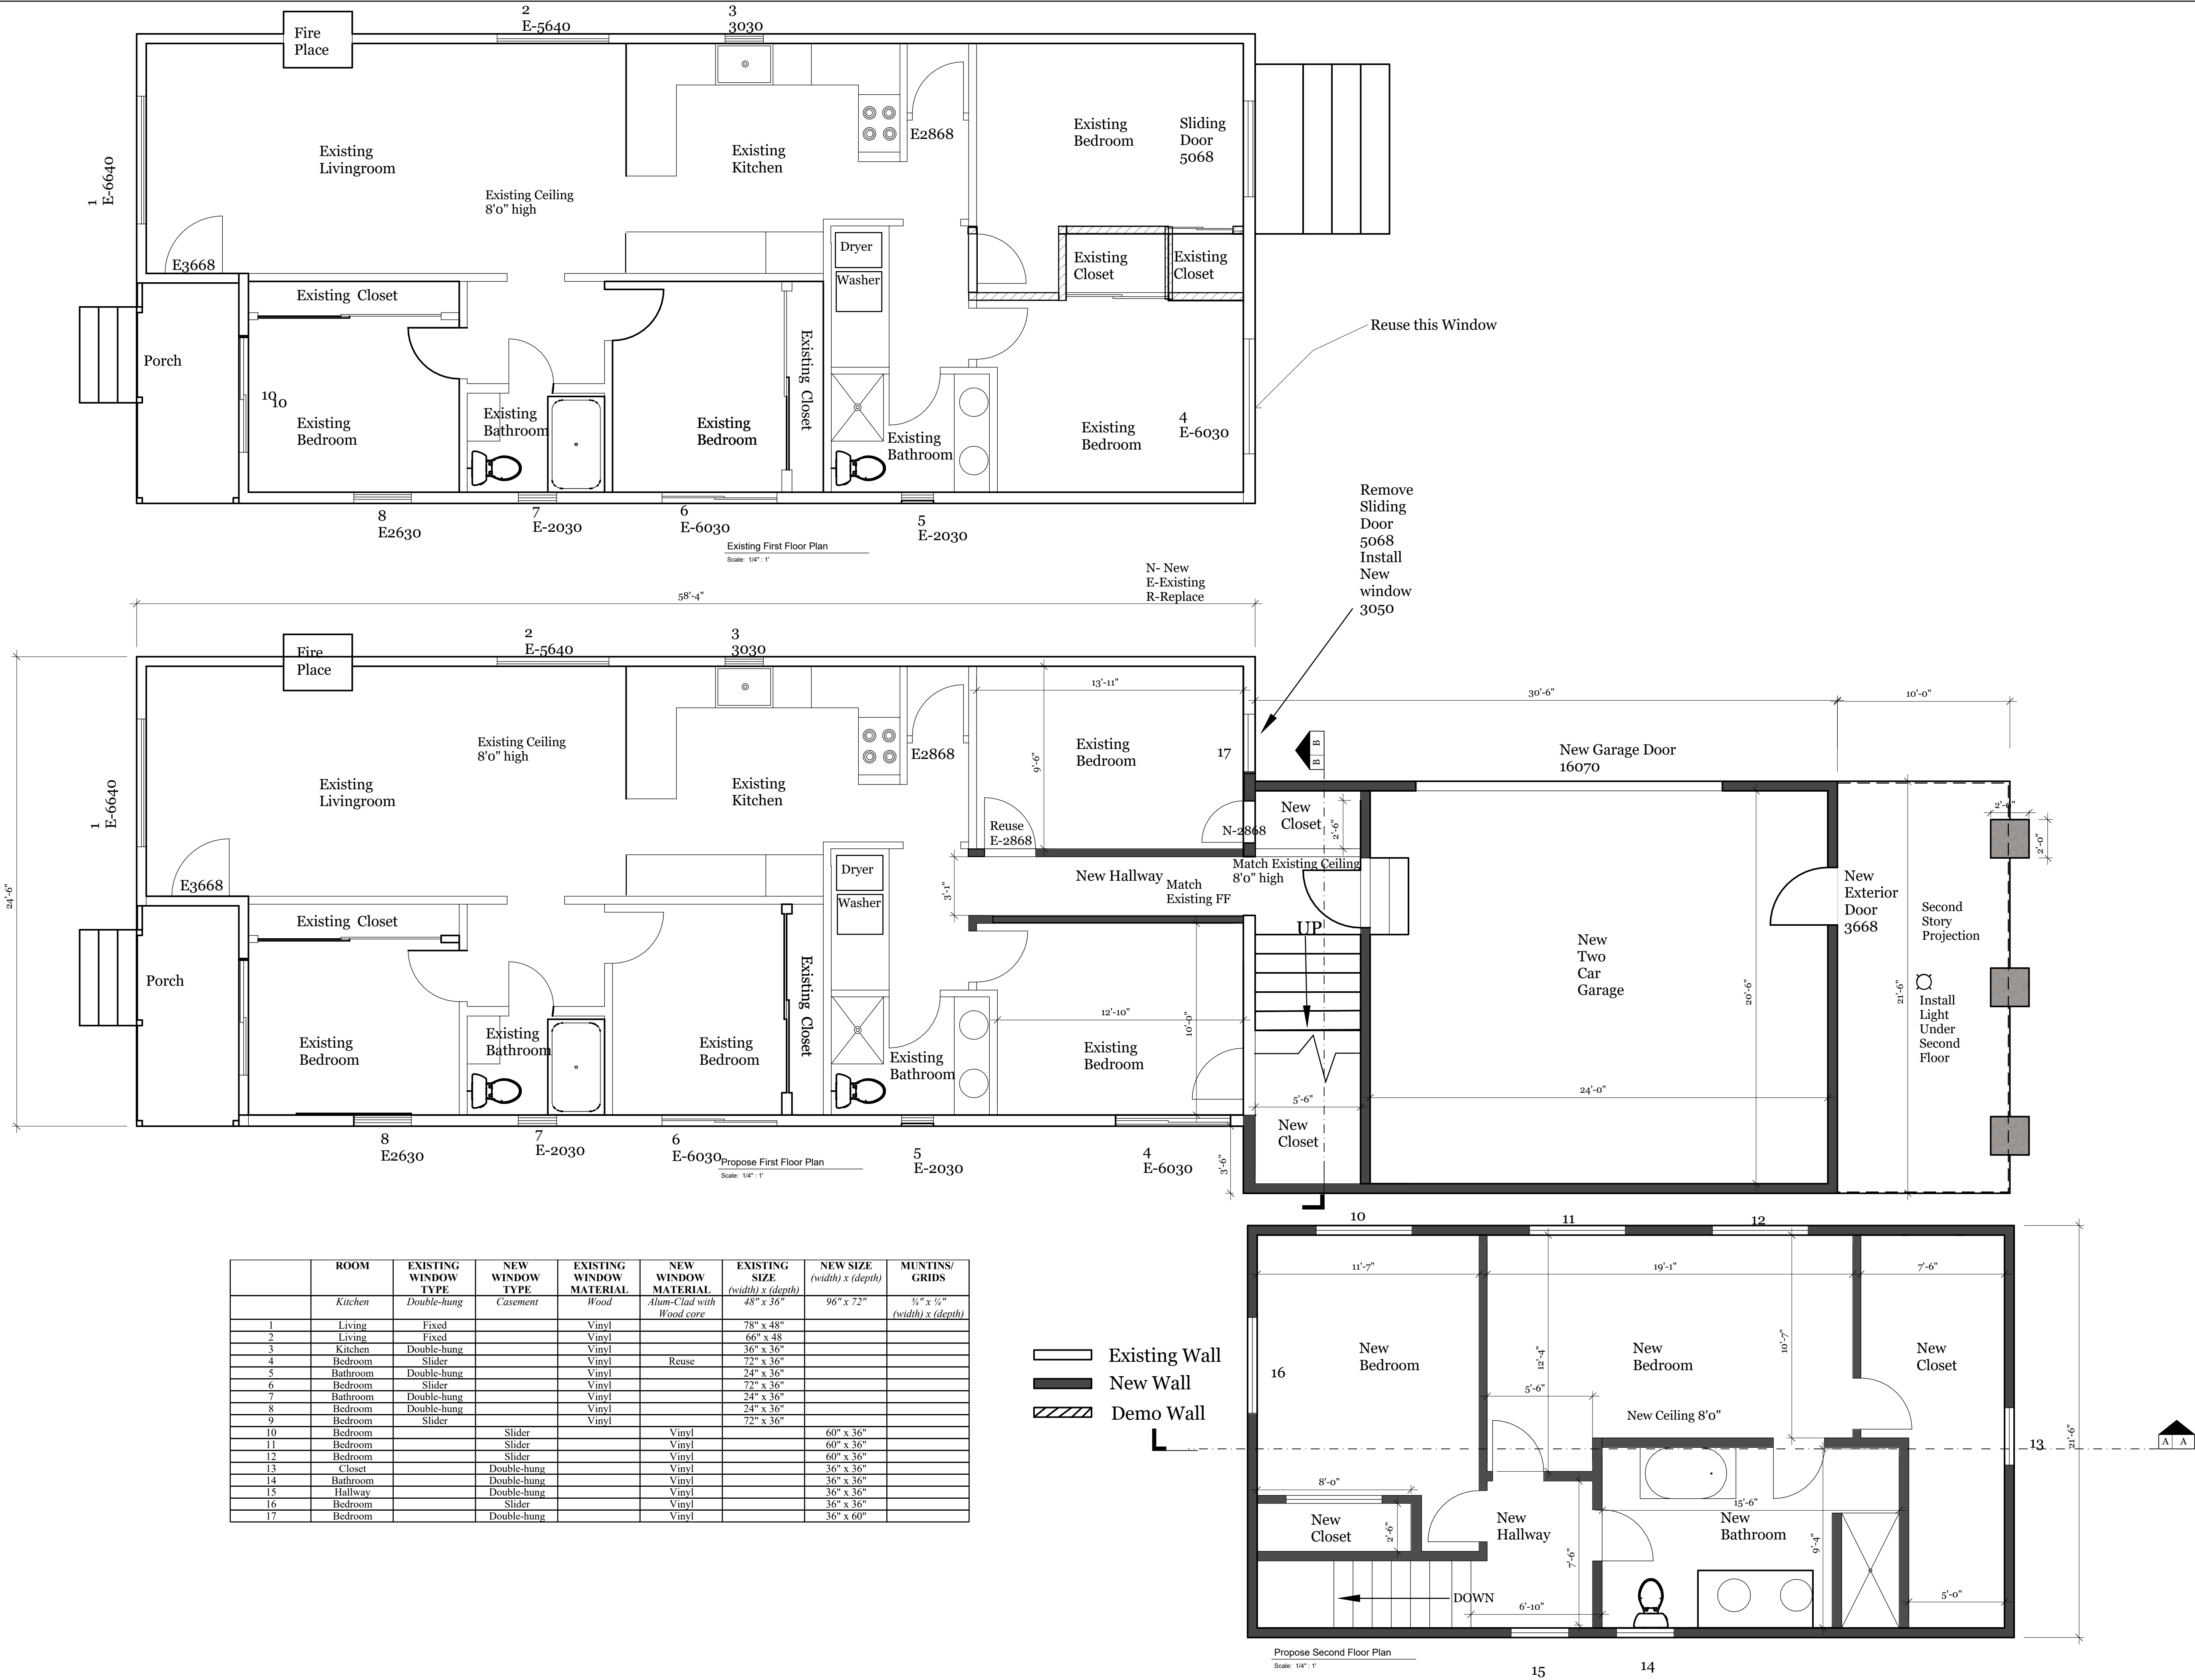 2
E-5640
3
3030
Fire
Place
1
E-6640
Existing
Livingroom
Existing Ceiling
8'0" high
Existing
Kitchen
E2868
Existing
Bedroom
Sliding
Door
5068
E3668
Dryer
Washer
Existing
Closet
Existing
Closet
Existing Closet
Porch
10
10
Existing
Bedroom
Existing
Bathroom
Existing
Bedroom
Existing Closet
Existing
Bathroom
Existing
Bedroom
4
E-6030
Reuse this Window
8
E2630
7
E-2030
6
E-6030
5
E-2030
Existing First Floor Plan
Scale: 1/4" : 1'
Remove
Sliding
Door
5068
Install
New
window
3050
N- New
E-Existing
R-Replace
58'-4"
24'-6"
2
E-5640
3
3030
Fire
Place
1
E-6640
Existing
Livingroom
Existing Ceiling
8'0" high
Existing
Kitchen
E2868
13'-11"
9'-6"
Existing
Bedroom
17
30'-6"
10'-0"
B
B
New Garage Door
16070
Reuse
E-2868
N-2868
New
Closet
2'-6"
E3668
Dryer
Washer
3'-1"
New Hallway
Match
Existing FF
Match Existing Ceiling
8'0" high
UP
New
Two
Car
Garage
20'-6"
24'-0"
New
Exterior
Door
3668
21'-6"
Second
Story
Projection
Install
Light
Under
Second
Floor
2'-0"
2'-0"
Existing Closet
Porch
Existing
Bedroom
Existing
Bathroom
Existing
Bedroom
Existing Closet
Existing
Bathroom
12'-10"
10'-0"
Existing
Bedroom
5'-6"
New
Closet
3'-6"
8
E2630
7
E-2030
6
E-6030
5
E-2030
4
E-6030
Propose First Floor Plan
Scale: 1/4" : 1'
ROOM EXISTING WINDOW TYPE NEW WINDOW TYPE EXISTING WINDOW MATERIAL NEW WINDOW MATERIAL EXISTING SIZE (width) x (depth) NEW SIZE (width) x (depth) MUNTINS/ GRIDS
Kitchen Double-hung Casement Wood Alum-Clad with Wood core 48" x 36" 96" x 72" ¾" x ¼" (width) x (depth)
1 Living Fixed Vinyl 78" x 48"
2 Living Fixed Vinyl 66" x 48
3 Kitchen Double-hung Vinyl 36" x 36"
4 Bedroom Slider Vinyl Reuse 72" x 36"
5 Bathroom Double-hung Vinyl 24" x 36"
6 Bedroom Slider Vinyl 72" x 36"
7 Bathroom Double-hung Vinyl 24" x 36"
8 Bedroom Double-hung Vinyl 24" x 36"
9 Bedroom Slider Vinyl 72" x 36"
10 Bedroom Slider Vinyl 60" x 36"
11 Bedroom Slider Vinyl 60" x 36"
12 Bedroom Slider Vinyl 60" x 36"
13 Closet Double-hung Vinyl 36" x 36"
14 Bathroom Double-hung Vinyl 36" x 36"
15 Hallway Double-hung Vinyl 36" x 36"
16 Bedroom Slider Vinyl 36" x 36"
17 Bedroom Double-hung Vinyl 36" x 60"
Existing Wall
New Wall
Demo Wall
10
11
12
11'-7"
19'-1"
7'-6"
16
New
Bedroom
12'-4"
5'-6"
New
Bedroom
10'-7"
New Ceiling 8'0"
New
Closet
13
21'-6"
A A
8'-0"
New
Closet
2'-6"
New
Hallway
7'-6"
15'-6"
New
Bathroom
9'-4"
DOWN
6'-10"
5'-0"
15
14
Propose Second Floor Plan
Scale: 1/4" : 1'